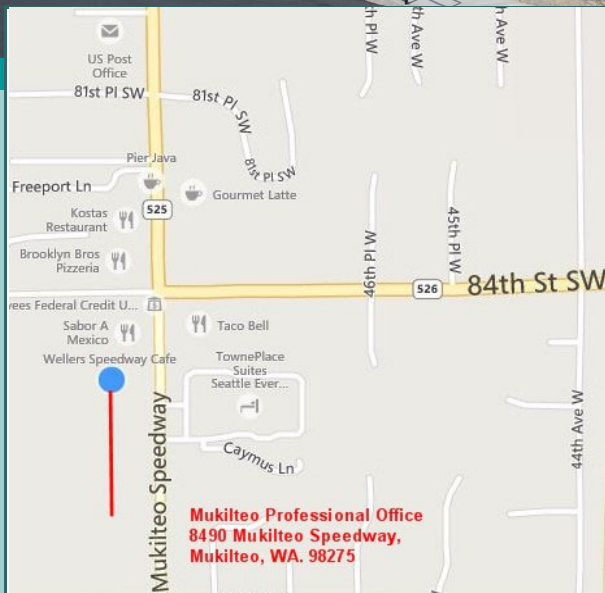 th Pl W
th Ave W
h Ave W
US Post
Office
81st Pl SW
81st Pl SW
81st Pl SW
Pier Java
Freeport Ln
Gourmet Latte
Kostas
Restaurant
525
45th Pl W
46th Pl W
Brooklyn Bros
Pizzeria
526
84th St SW
yees Federal Credit U...
Sabor A
Mexico
Taco Bell
Wellers Speedway Cafe
TownePlace
Suites
Seattle Ever...
44th Ave W
Caymus Ln
Mukilteo Speedway
Mukilteo Professional Office
8490 Mukilteo Speedway,
Mukilteo, WA. 98275